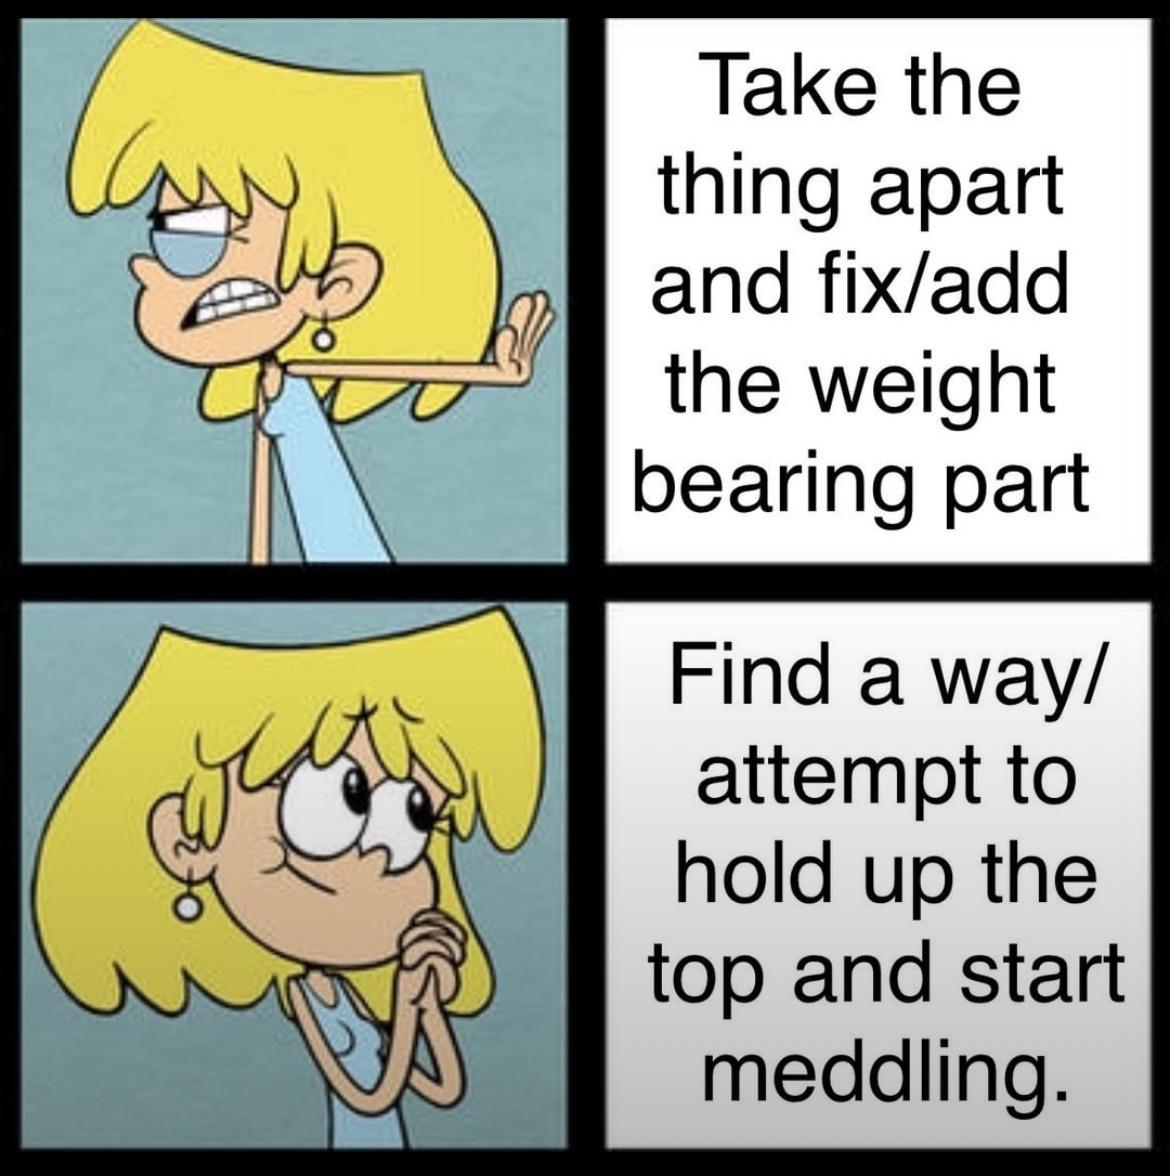 Take the
thing apart
and fix/add
the weight
bearing part
Find a way/
attempt to
hold up the
top and start
meddling.